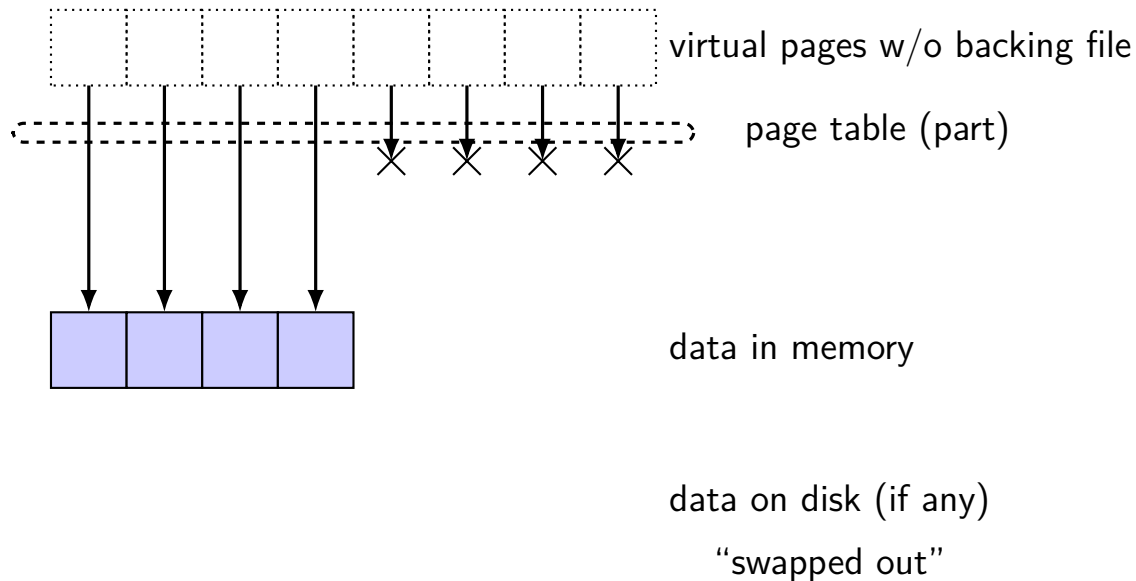 virtual pages w/o backing file
page table (part)
data in memory
data on disk (if any)
“swapped out”